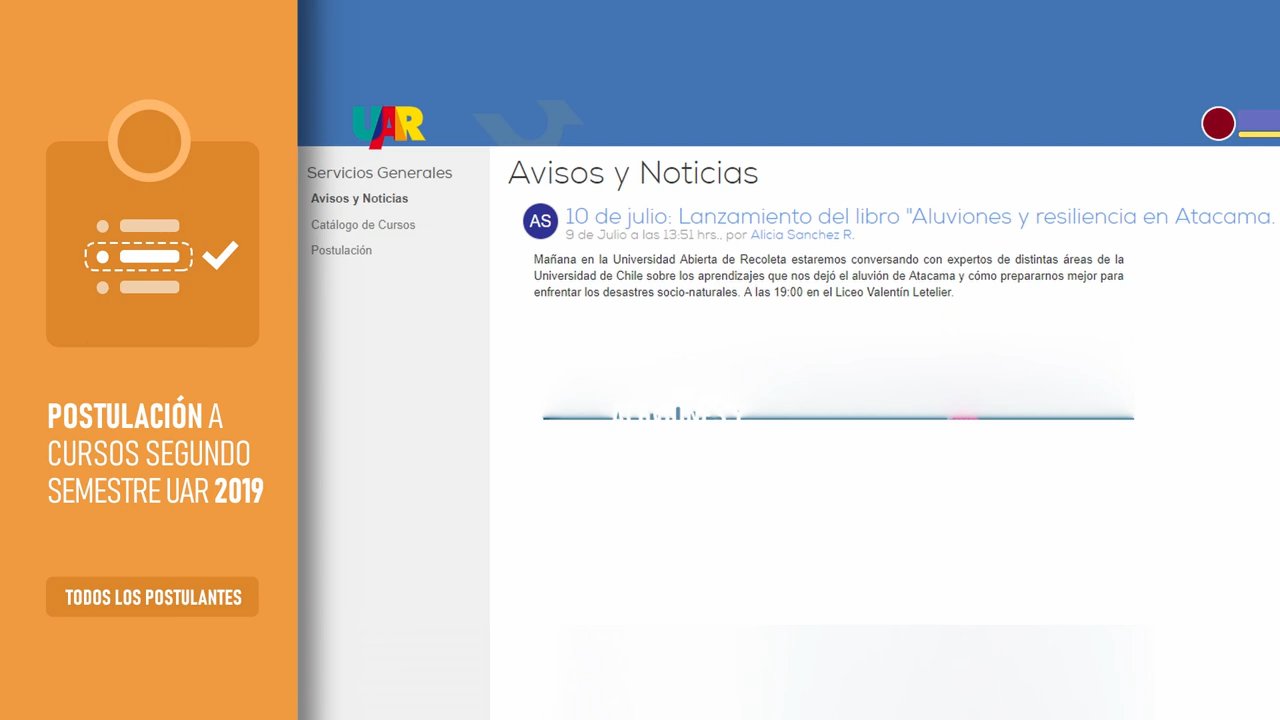 POSTULACIÓN A
CURSOS SEGUNDO
SEMESTRE UAR 2019
TODOS LOS POSTULANTES
UAR
Servicios Generales
Avisos y Noticias
Catálogo de Cursos
Postulación
Avisos y Noticias
AS
10 de julio: Lanzamiento del libro "Aluviones y resiliencia en Atacama.
9 de Julio a las 13:51 hrs., por Alicia Sanchez R.
Mañana en la Universidad Abierta de Recoleta estaremos conversando con expertos de distintas áreas de la
Universidad de Chile sobre los aprendizajes que nos dejó el aluvión de Atacama y cómo prepararnos mejor para
enfrentar los desastres socio-naturales. A las 19:00 en el Liceo Valentín Letelier.